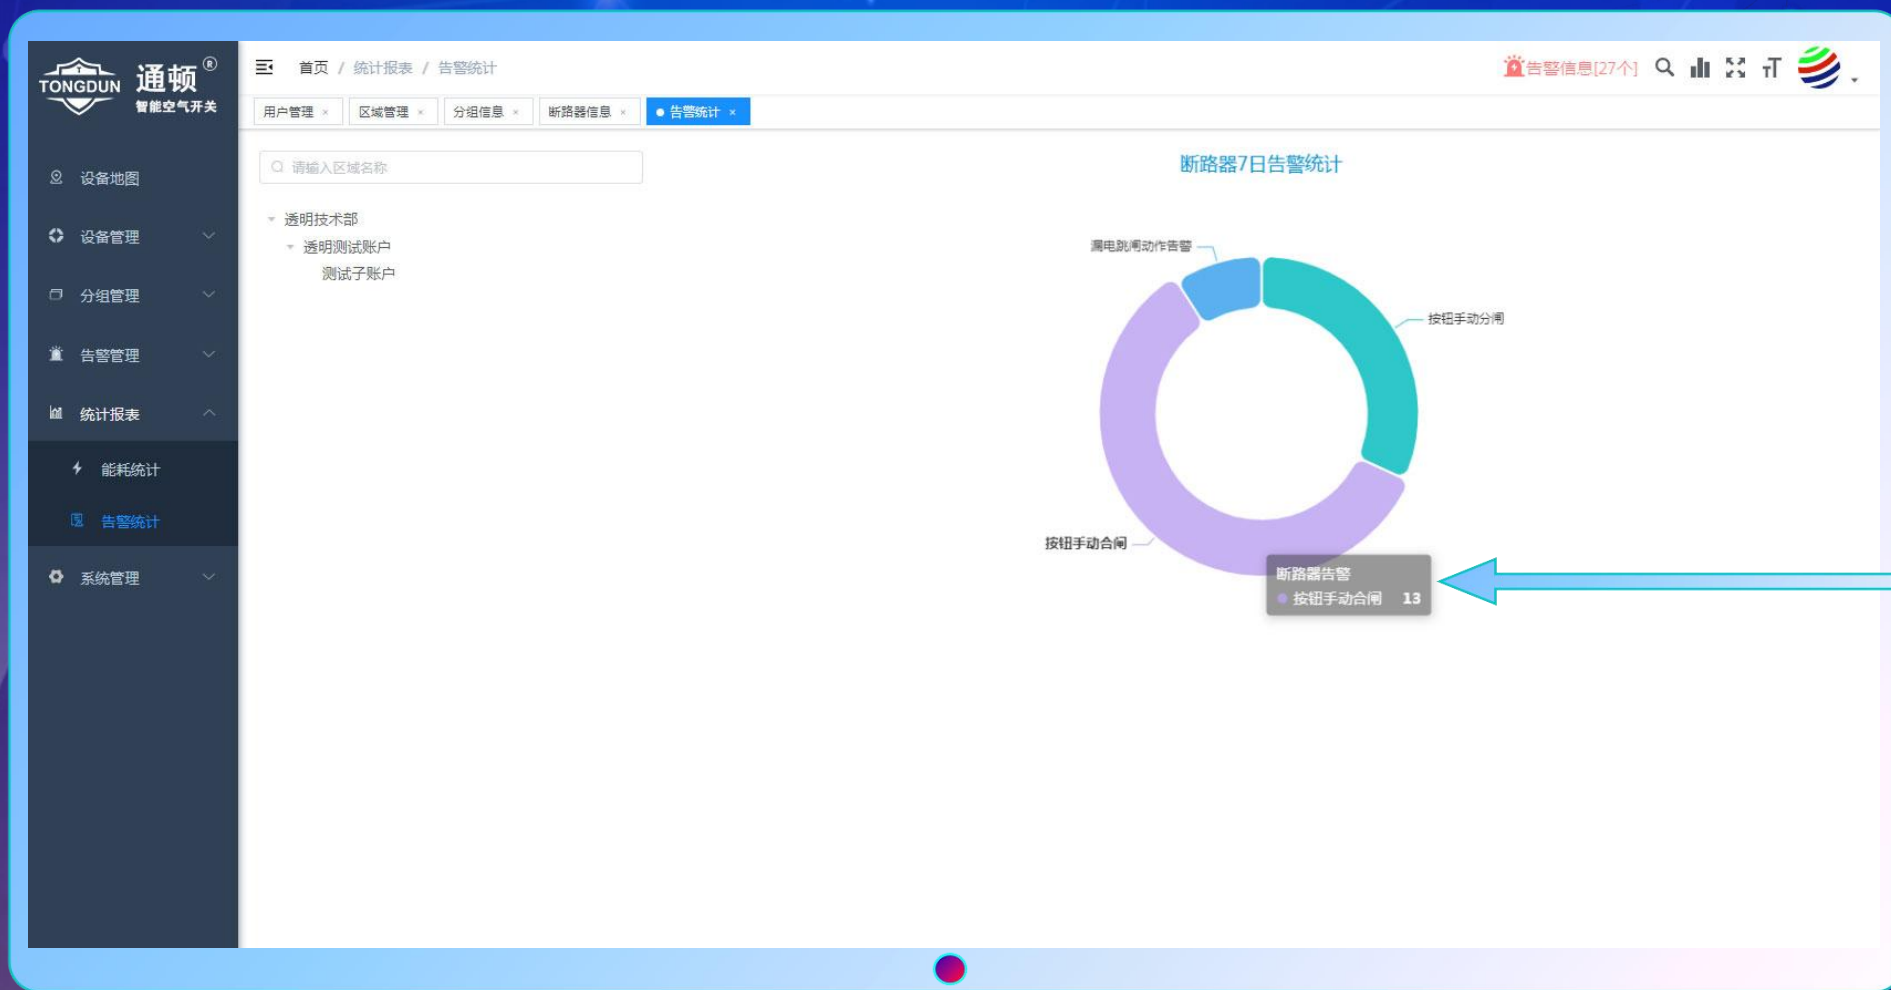 TONGDUN 通顿®
智能空气开关
首页 / 统计报表 / 告警统计
告警信息[27个]
用户管理 ×
区域管理 ×
分组信息 ×
断路器信息 ×
告警统计 ×
设备地图
设备管理
分组管理
告警管理
统计报表
能耗统计
告警统计
系统管理
请输入区域名称
透明技术部
透明测试账户
测试子账户
断路器7日告警统计
漏电跳闸动作告警
按钮手动分闸
按钮手动合闸
断路器告警
按钮手动合闸 13